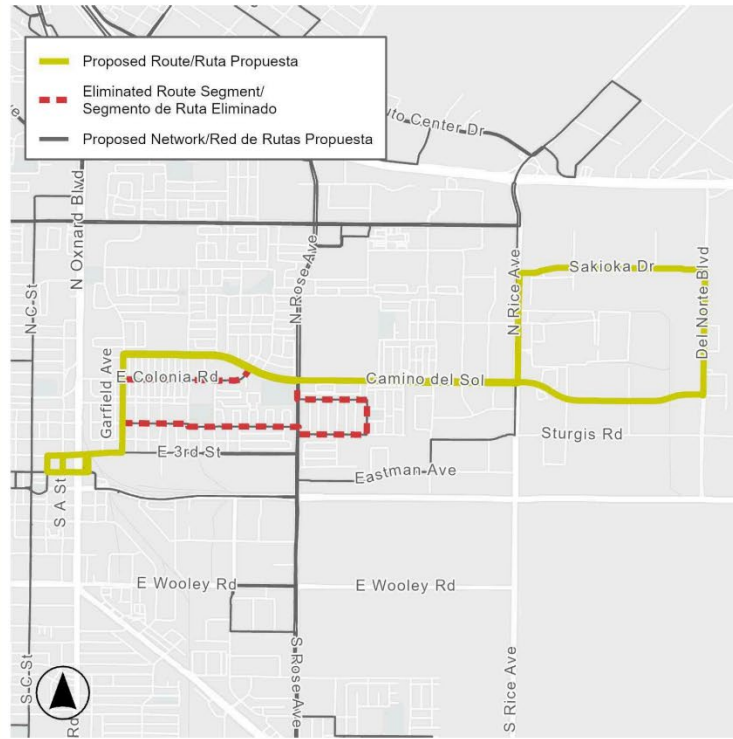 Proposed Route/Ruta Propuesta
Eliminated Route Segment/
Segmento de Ruta Eliminado
Proposed Network/Red de Rutas Propuesta
Center Dr
N Oxnard Blvd
N C St
N Rose Ave
N Rice Ave
Sakioka Dr
Del Norte Blvd
Garfield Ave
E Colonia Rd
Camino del Sol
E 3rd St
Sturgis Rd
Eastman Ave
S A St
E Wooley Rd
E Wooley Rd
S C St
S Rose Ave
S Rice Ave
Rd